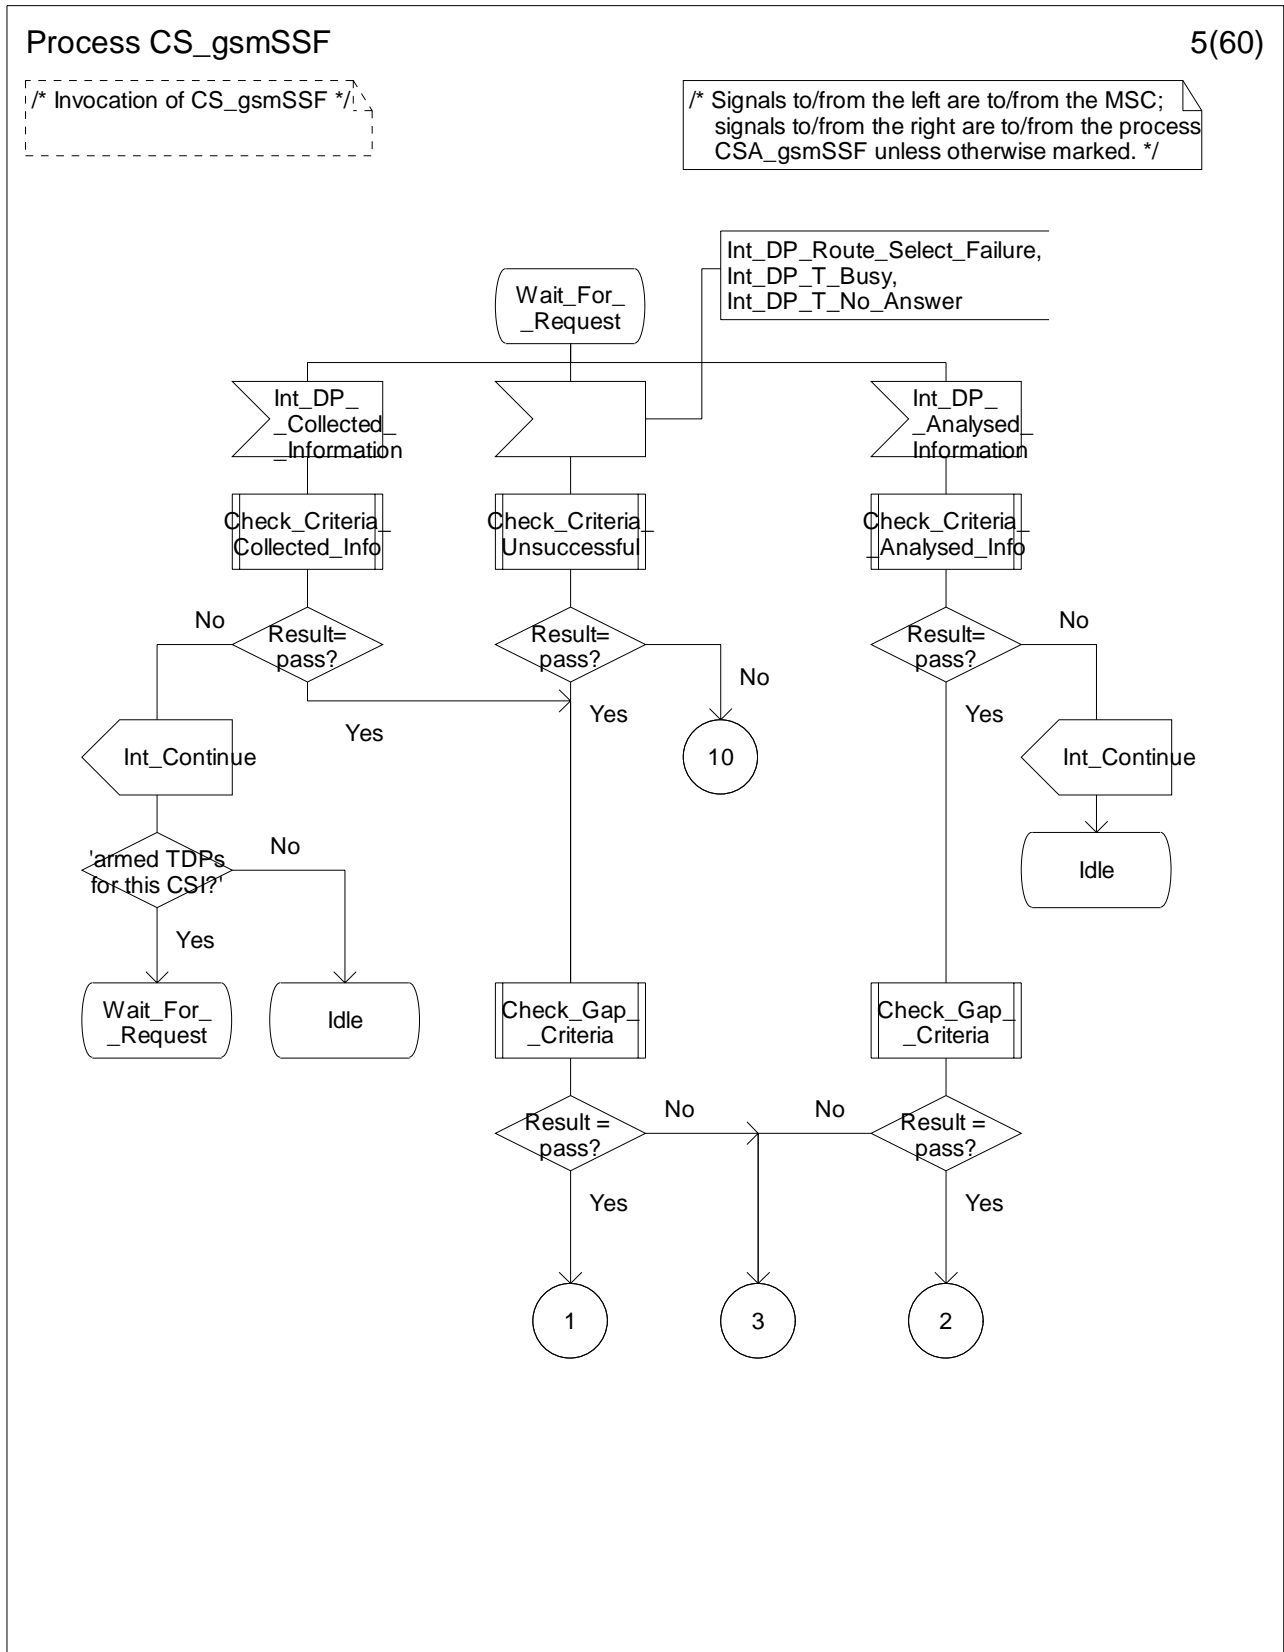 Process CS_gsmSSF
5(60)
/* Invocation of CS_gsmSSF */
/* Signals to/from the left are to/from the MSC;
signals to/from the right are to/from the process
CSA_gsmSSF unless otherwise marked. */
Int_DP_Route_Select_Failure,
Int_DP_T_Busy,
Int_DP_T_No_Answer
Wait_For_
_Request
Int_DP_
_Collected_
_Information
Int_DP_
_Analysed_
Information
Check_Criteria_
Collected_Info
Check_Criteria_
Unsuccessful
Check_Criteria_
_Analysed_Info
No
Result=
pass?
Yes
Result=
pass?
No
Yes
Result=
pass?
No
Yes
Int_Continue
10
Int_Continue
'armed TDPs
for this CSI?'
No
Yes
Idle
Wait_For_
_Request
Idle
Check_Gap_
_Criteria
Check_Gap_
_Criteria
Result =
pass?
No
No
Result =
pass?
Yes
Yes
1
3
2